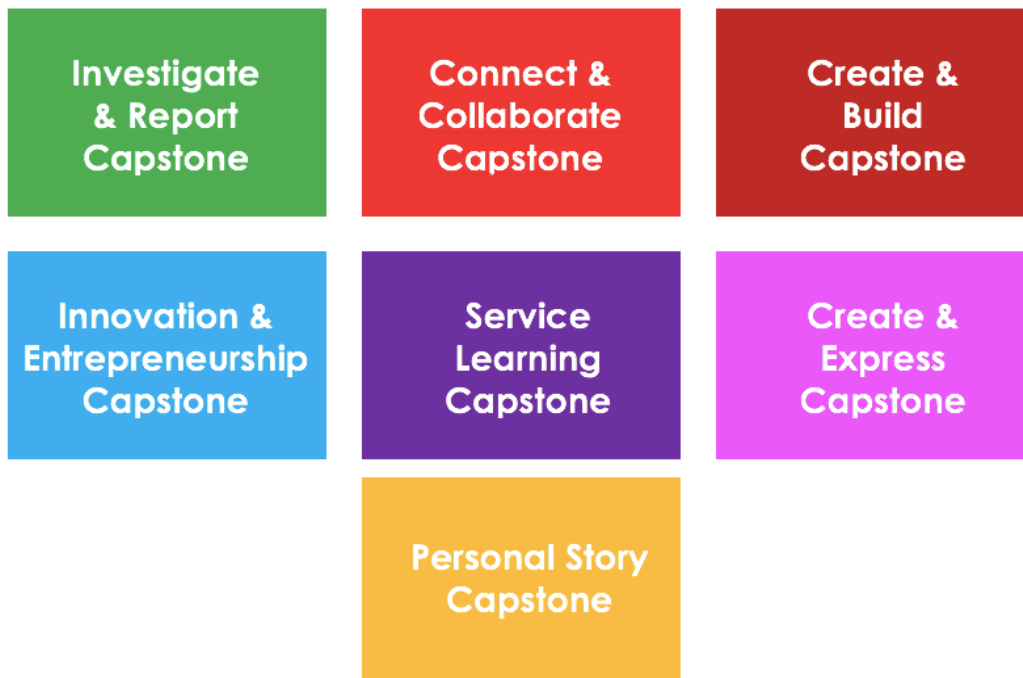 Investigate
& Report
Capstone
Connect &
Collaborate
Capstone
Create &
Build
Capstone
Innovation &
Entrepreneurship
Capstone
Service
Learning
Capstone
Create &
Express
Capstone
Personal Story
Capstone